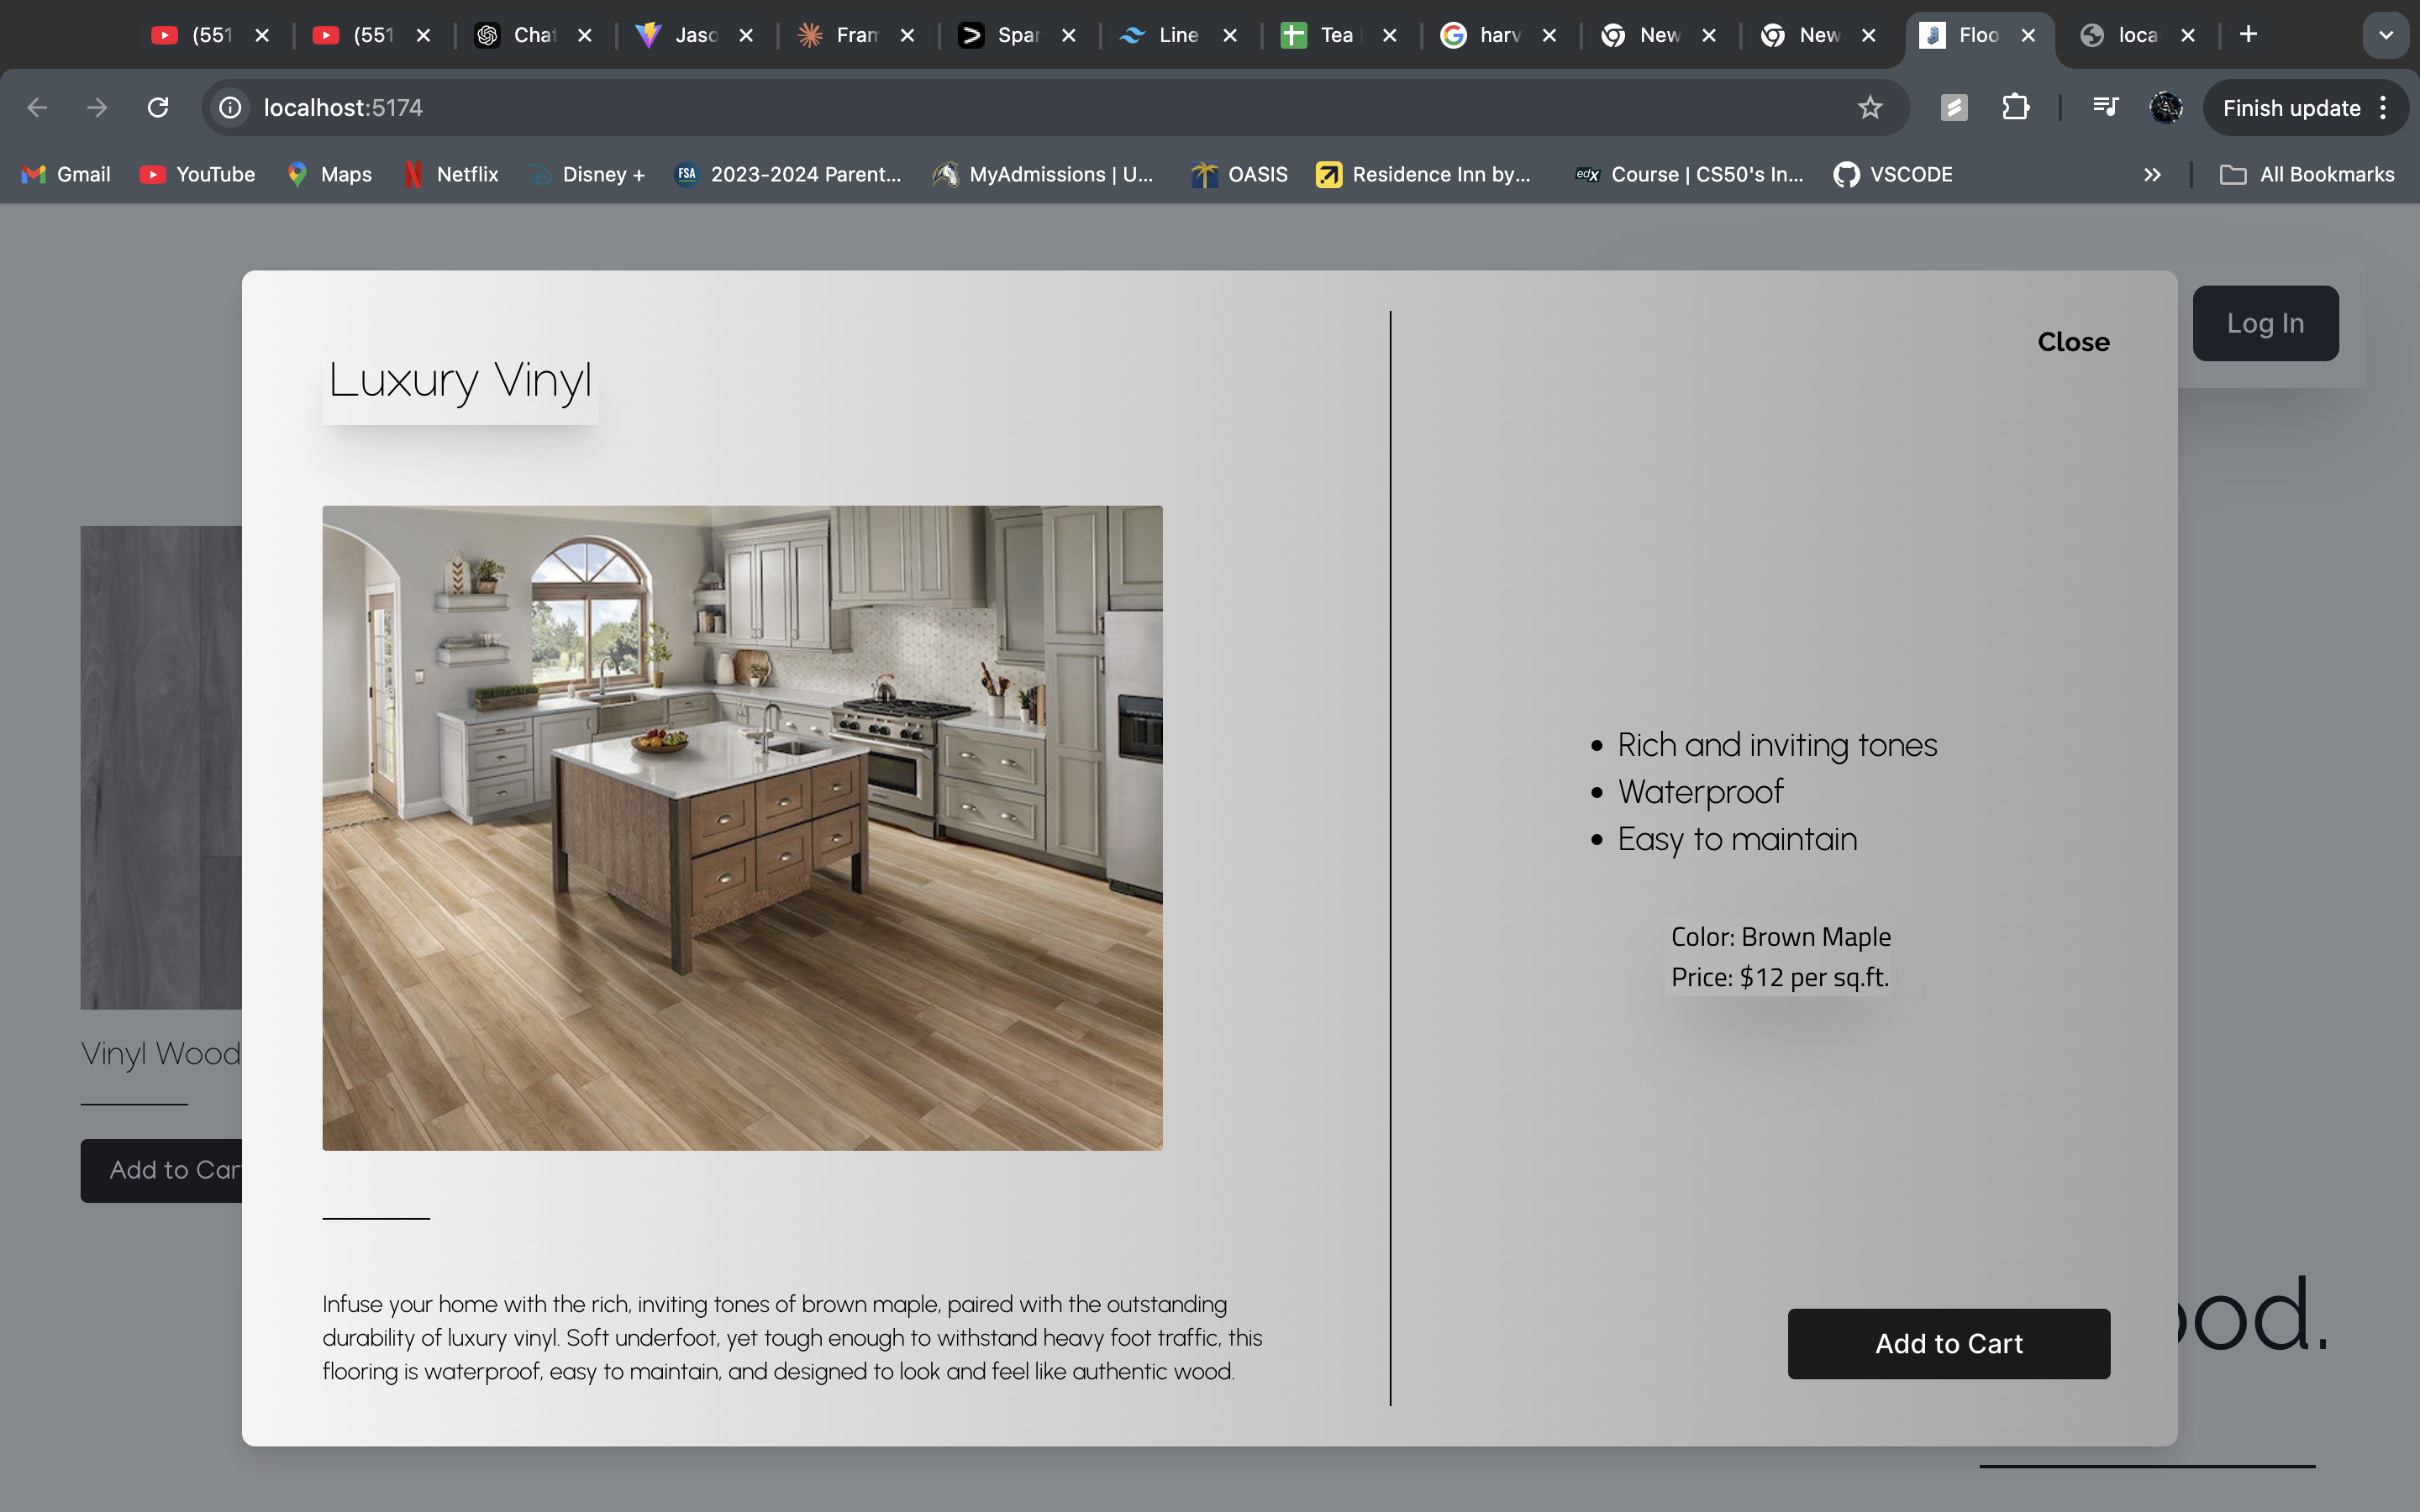 (551
(551
Chat
Jaso
Fram
Spar
Line
Tea
harv
New
New
Floo
loca
localhost:5174
Finish update
Gmail
YouTube
Maps
Netflix
Disney +
FSA
2023-2024 Parent...
MyAdmissions | U...
OASIS
Residence Inn by...
edX
Course | CS50's In...
VSCODE
All Bookmarks
Log In
Close
Luxury Vinyl
Vinyl Wood
Add to Cart
Rich and inviting tones
Waterproof
Easy to maintain
Color: Brown Maple
Price: $12 per sq.ft.
Infuse your home with the rich, inviting tones of brown maple, paired with the outstanding
durability of luxury vinyl. Soft underfoot, yet tough enough to withstand heavy foot traffic, this
flooring is waterproof, easy to maintain, and designed to look and feel like authentic wood.
Add to Cart
ood.